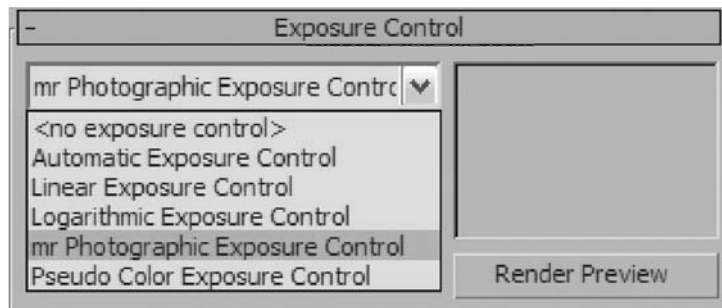 - Exposure Control
mr Photographic Exposure Contrc
<no exposure control>
Automatic Exposure Control
Linear Exposure Control
Logarithmic Exposure Control
mr Photographic Exposure Control
Pseudo Color Exposure Control
Render Preview